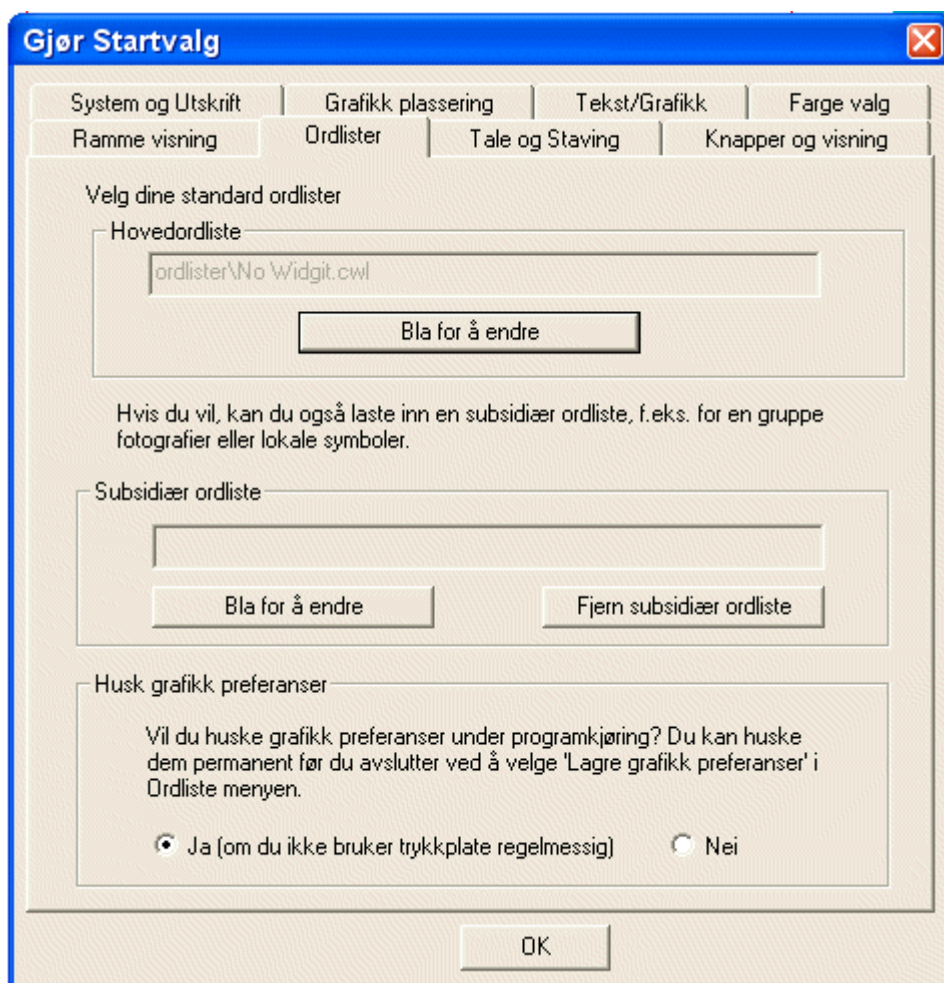 Gjør Startvalg
System og Utskrift
Grafikk plassering
Tekst/Grafikk
Farge valg
Ramme visning
Ordlister
Tale og Staving
Knapper og visning
Velg dine standard ordlister
Hovedordliste
ordlister\No Widgit.cwl
Bla for å endre
Hvis du vil, kan du også laste inn en subsidiær ordliste, f.eks. for en gruppe
fotografier eller lokale symboler.
Subsidiær ordliste
Bla for å endre
Fjern subsidiær ordliste
Husk grafikk preferanser
Vil du huske grafikk preferanser under programkjøring? Du kan huske
dem permanent før du avslutter ved å velge 'Lagre grafikk preferanser' i
Ordliste menyen.
Ja (om du ikke bruker trykkplate regelmessig)
Nei
OK